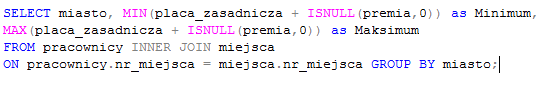 SELECT miasto, MIN(placa_zasadnicza + ISNULL(premia,0)) as Minimum,
MAX(placa_zasadnicza + ISNULL(premia,0)) as Maksimum
FROM pracownicy INNER JOIN miejsca
ON pracownicy.nr_miejsca = miejsca.nr_miejsca GROUP BY miasto;